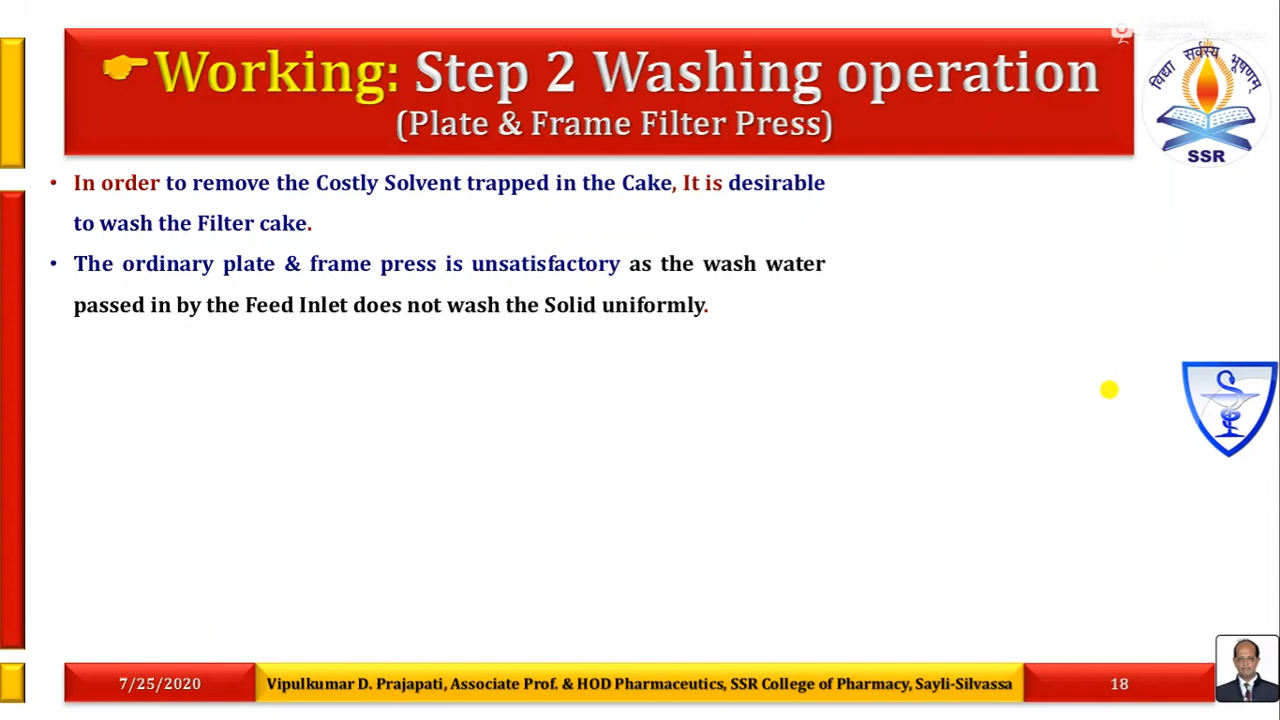 Working: Step 2 Washing operation
(Plate & Frame Filter Press)
विद्या सर्वस्य भूषणम्
SSR
• In order to remove the Costly Solvent trapped in the Cake, It is desirable
to wash the Filter cake.
• The ordinary plate & frame press is unsatisfactory as the wash water
passed in by the Feed Inlet does not wash the Solid uniformly.
7/25/2020
Vipulkumar D. Prajapati, Associate Prof. & HOD Pharmaceutics, SSR College of Pharmacy, Sayli-Silvassa
18